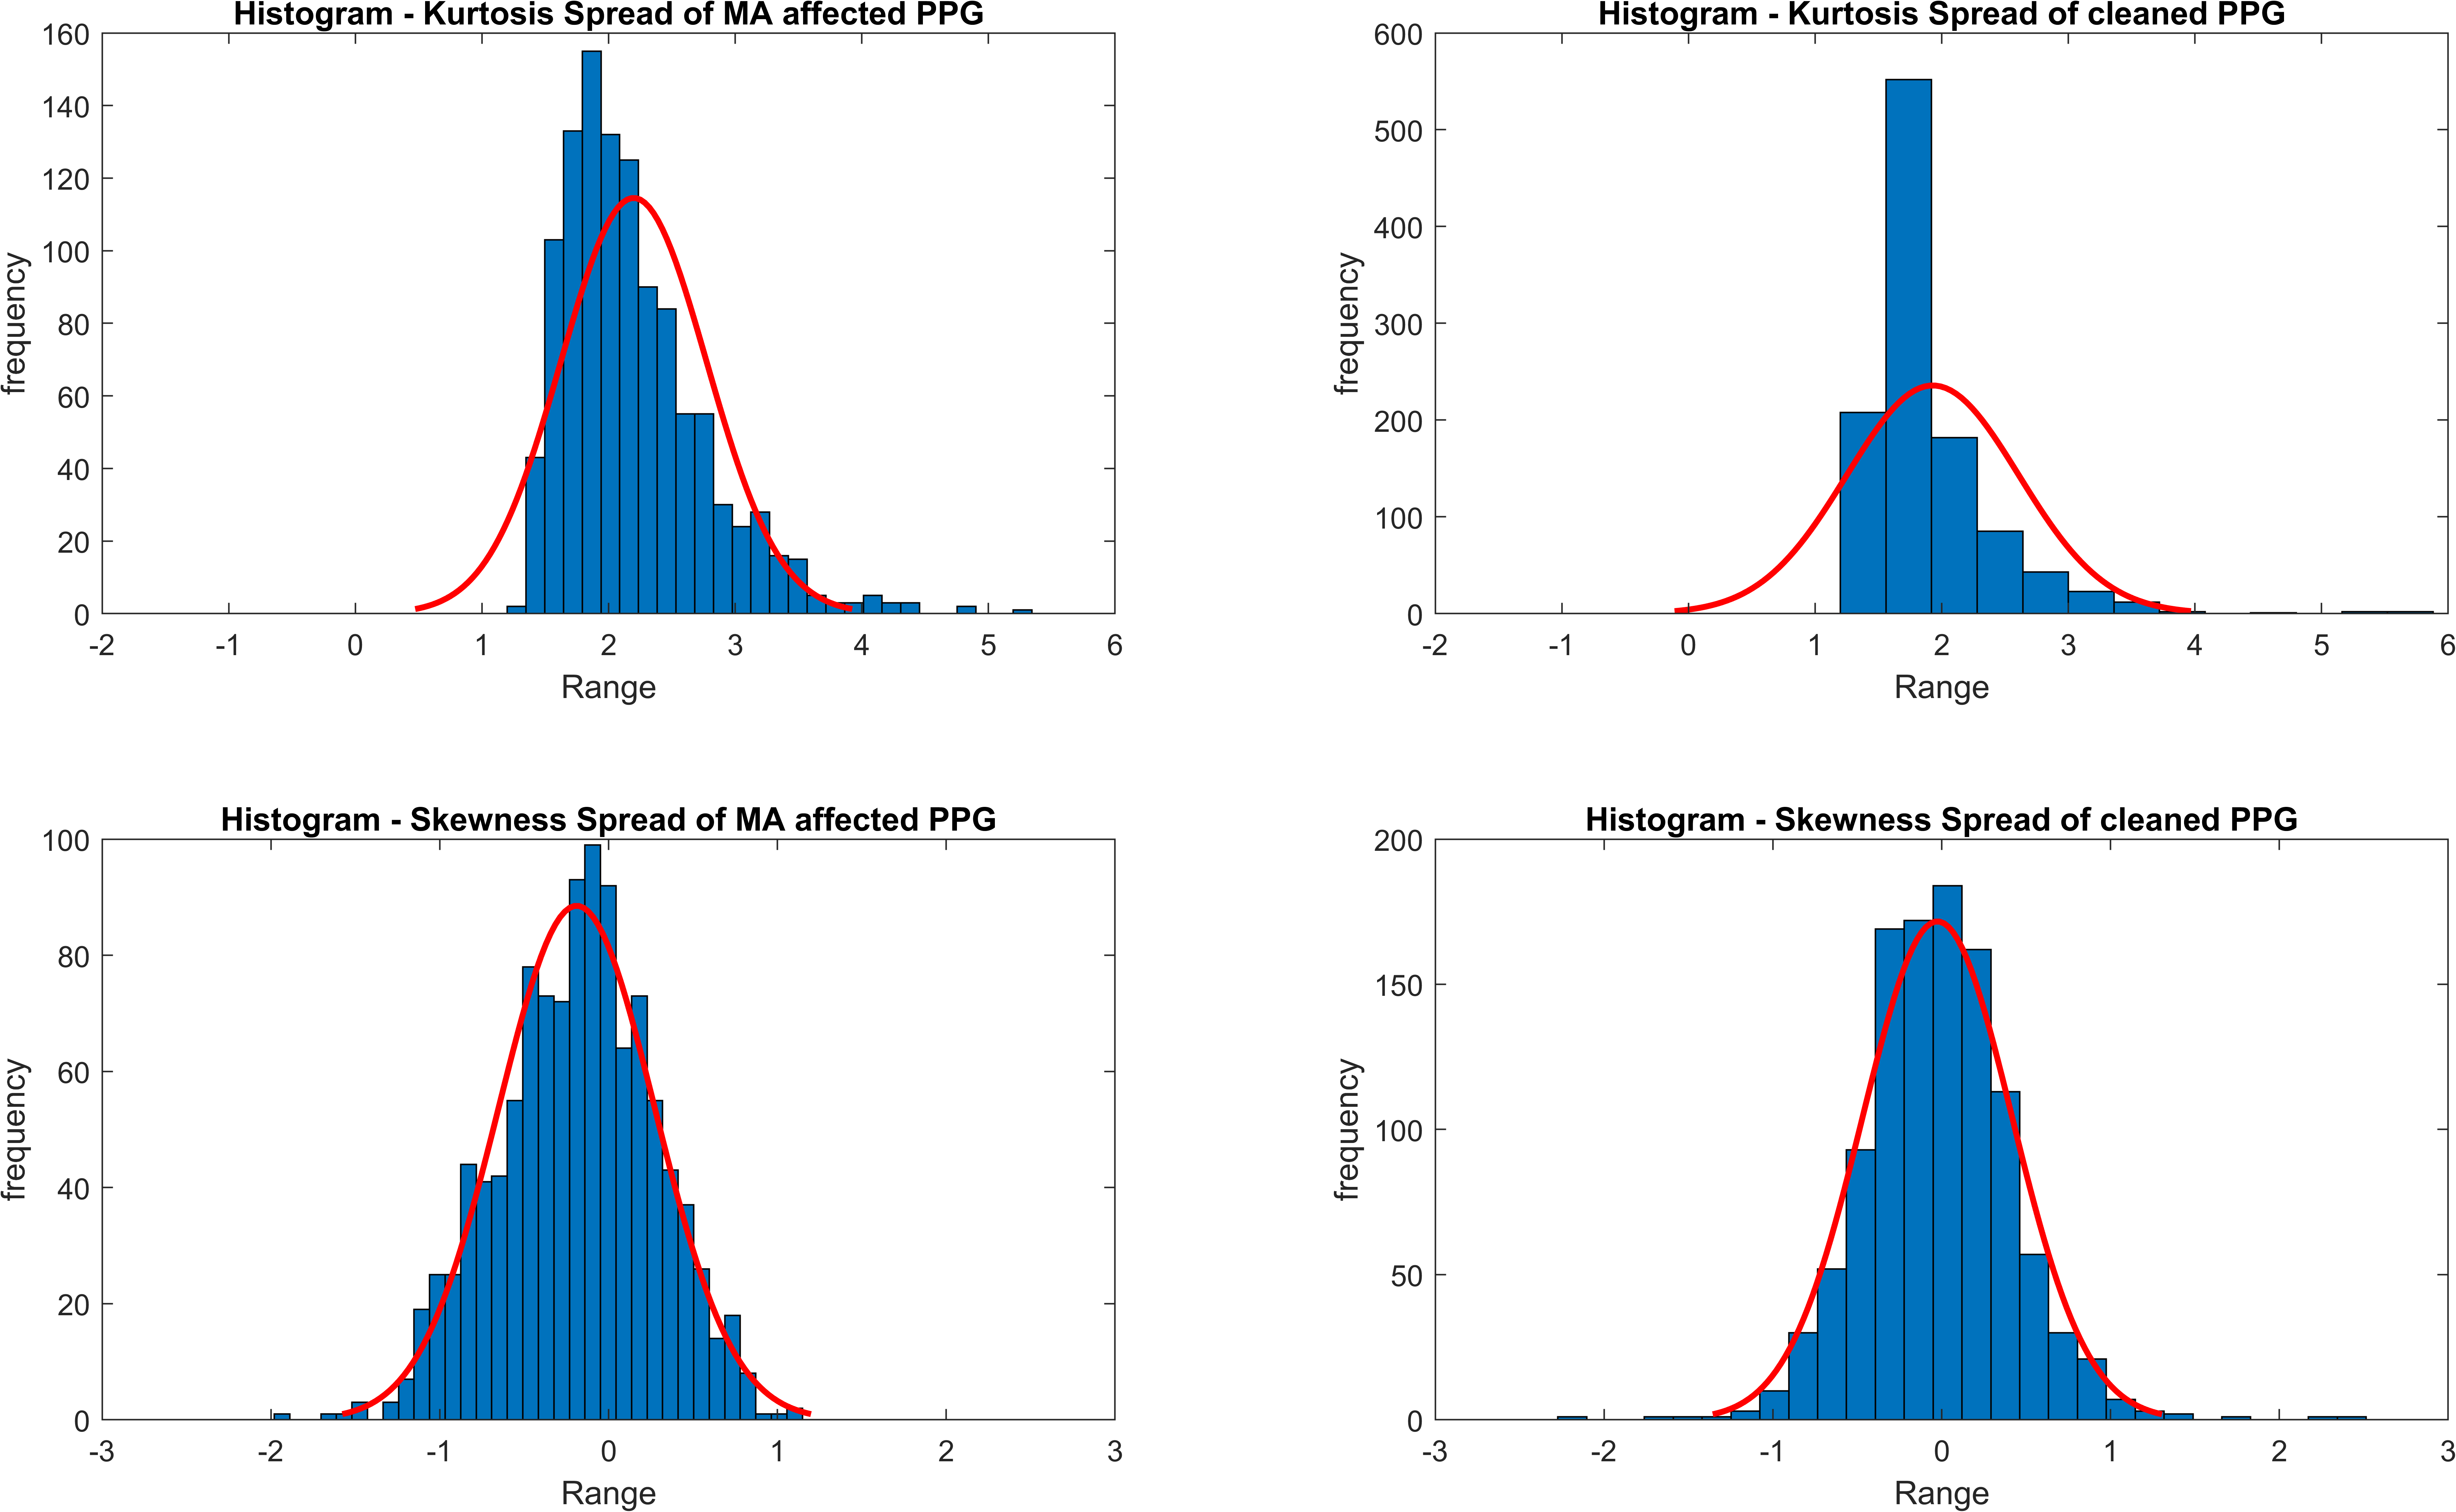 Histogram - Kurtosis Spread of MA affected PPG
160
140
120
100
80
60
40
20
0
frequency
-2 -1 0 1 2 3 4 5 6
Range
Histogram - Kurtosis Spread of cleaned PPG
600
500
400
300
200
100
0
frequency
-2 -1 0 1 2 3 4 5 6
Range
Histogram - Skewness Spread of MA affected PPG
100
80
60
40
20
0
frequency
-3 -2 -1 0 1 2 3
Range
Histogram - Skewness Spread of cleaned PPG
200
150
100
50
0
frequency
-3 -2 -1 0 1 2 3
Range